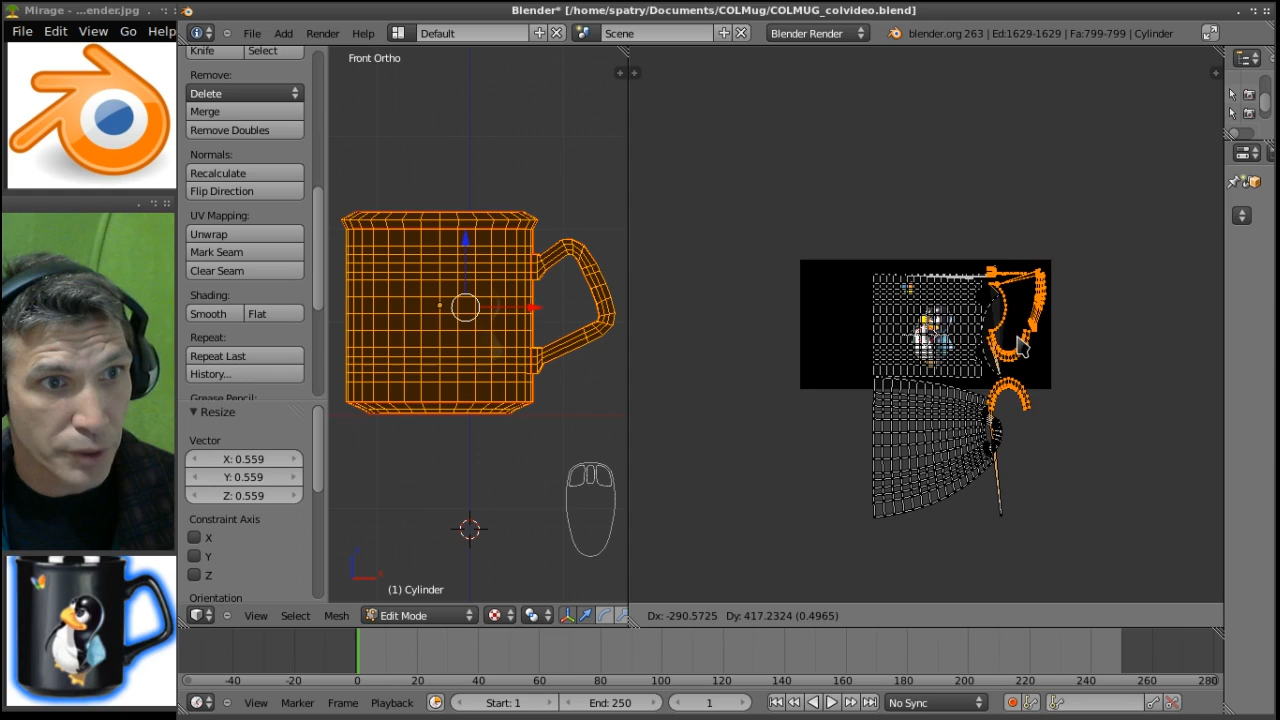 Mirage - ...ender.jpg
File Edit View Go Help
Blender* [/home/spatry/Documents/COLMug/COLMUG_colvideo.blend]
File Add Render Help
Default
Scene
Blender Render
blender.org 263 | Ed:1629-1629 | Fa:799-799 | Cylinder
Knife Select
Remove:
Delete
Merge
Remove Doubles
Normals:
Recalculate
Flip Direction
UV Mapping:
Unwrap
Mark Seam
Clear Seam
Shading:
Smooth Flat
Repeat:
Repeat Last
History...
Grease Pencil:
Resize
Vector
X: 0.559
Y: 0.559
Z: 0.559
Constraint Axis
X
Y
Z
Orientation
Front Ortho
(1) Cylinder
View Select Mesh Edit Mode
Dx: -290.5725 Dy: 417.2324 (0.4965)
-40 -20 0 20 40 60 80 100 120 140 160 180 200 220 240 260 280
View Marker Frame Playback Start: 1 End: 250 1 No Sync